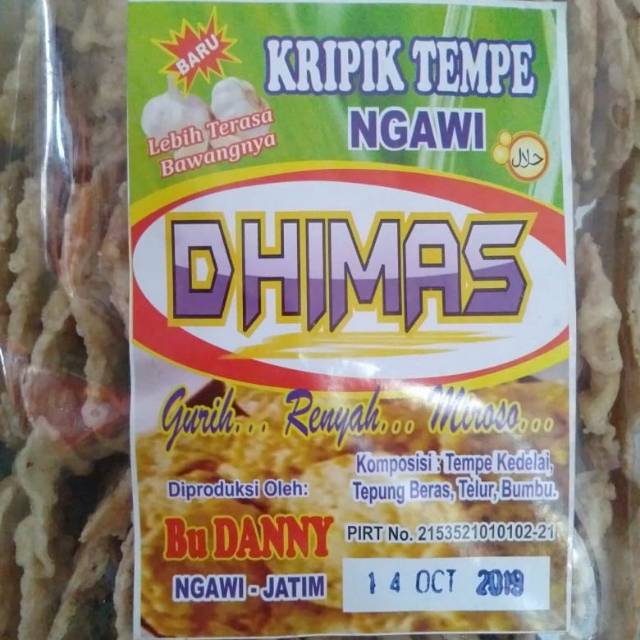 BARU
KRIPIK TEMPE
NGAWI
Lebih Terasa
Bawangnya
حلال
DHIMAS
Gurih... Renyah... Miroso...
Komposisi : Tempe Kedelai,
Tepung Beras, Telur, Bumbu.
Diproduksi Oleh:
Bu DANNY
NGAWI - JATIM
PIRT No. 2153521010102-21
14 OCT 2019